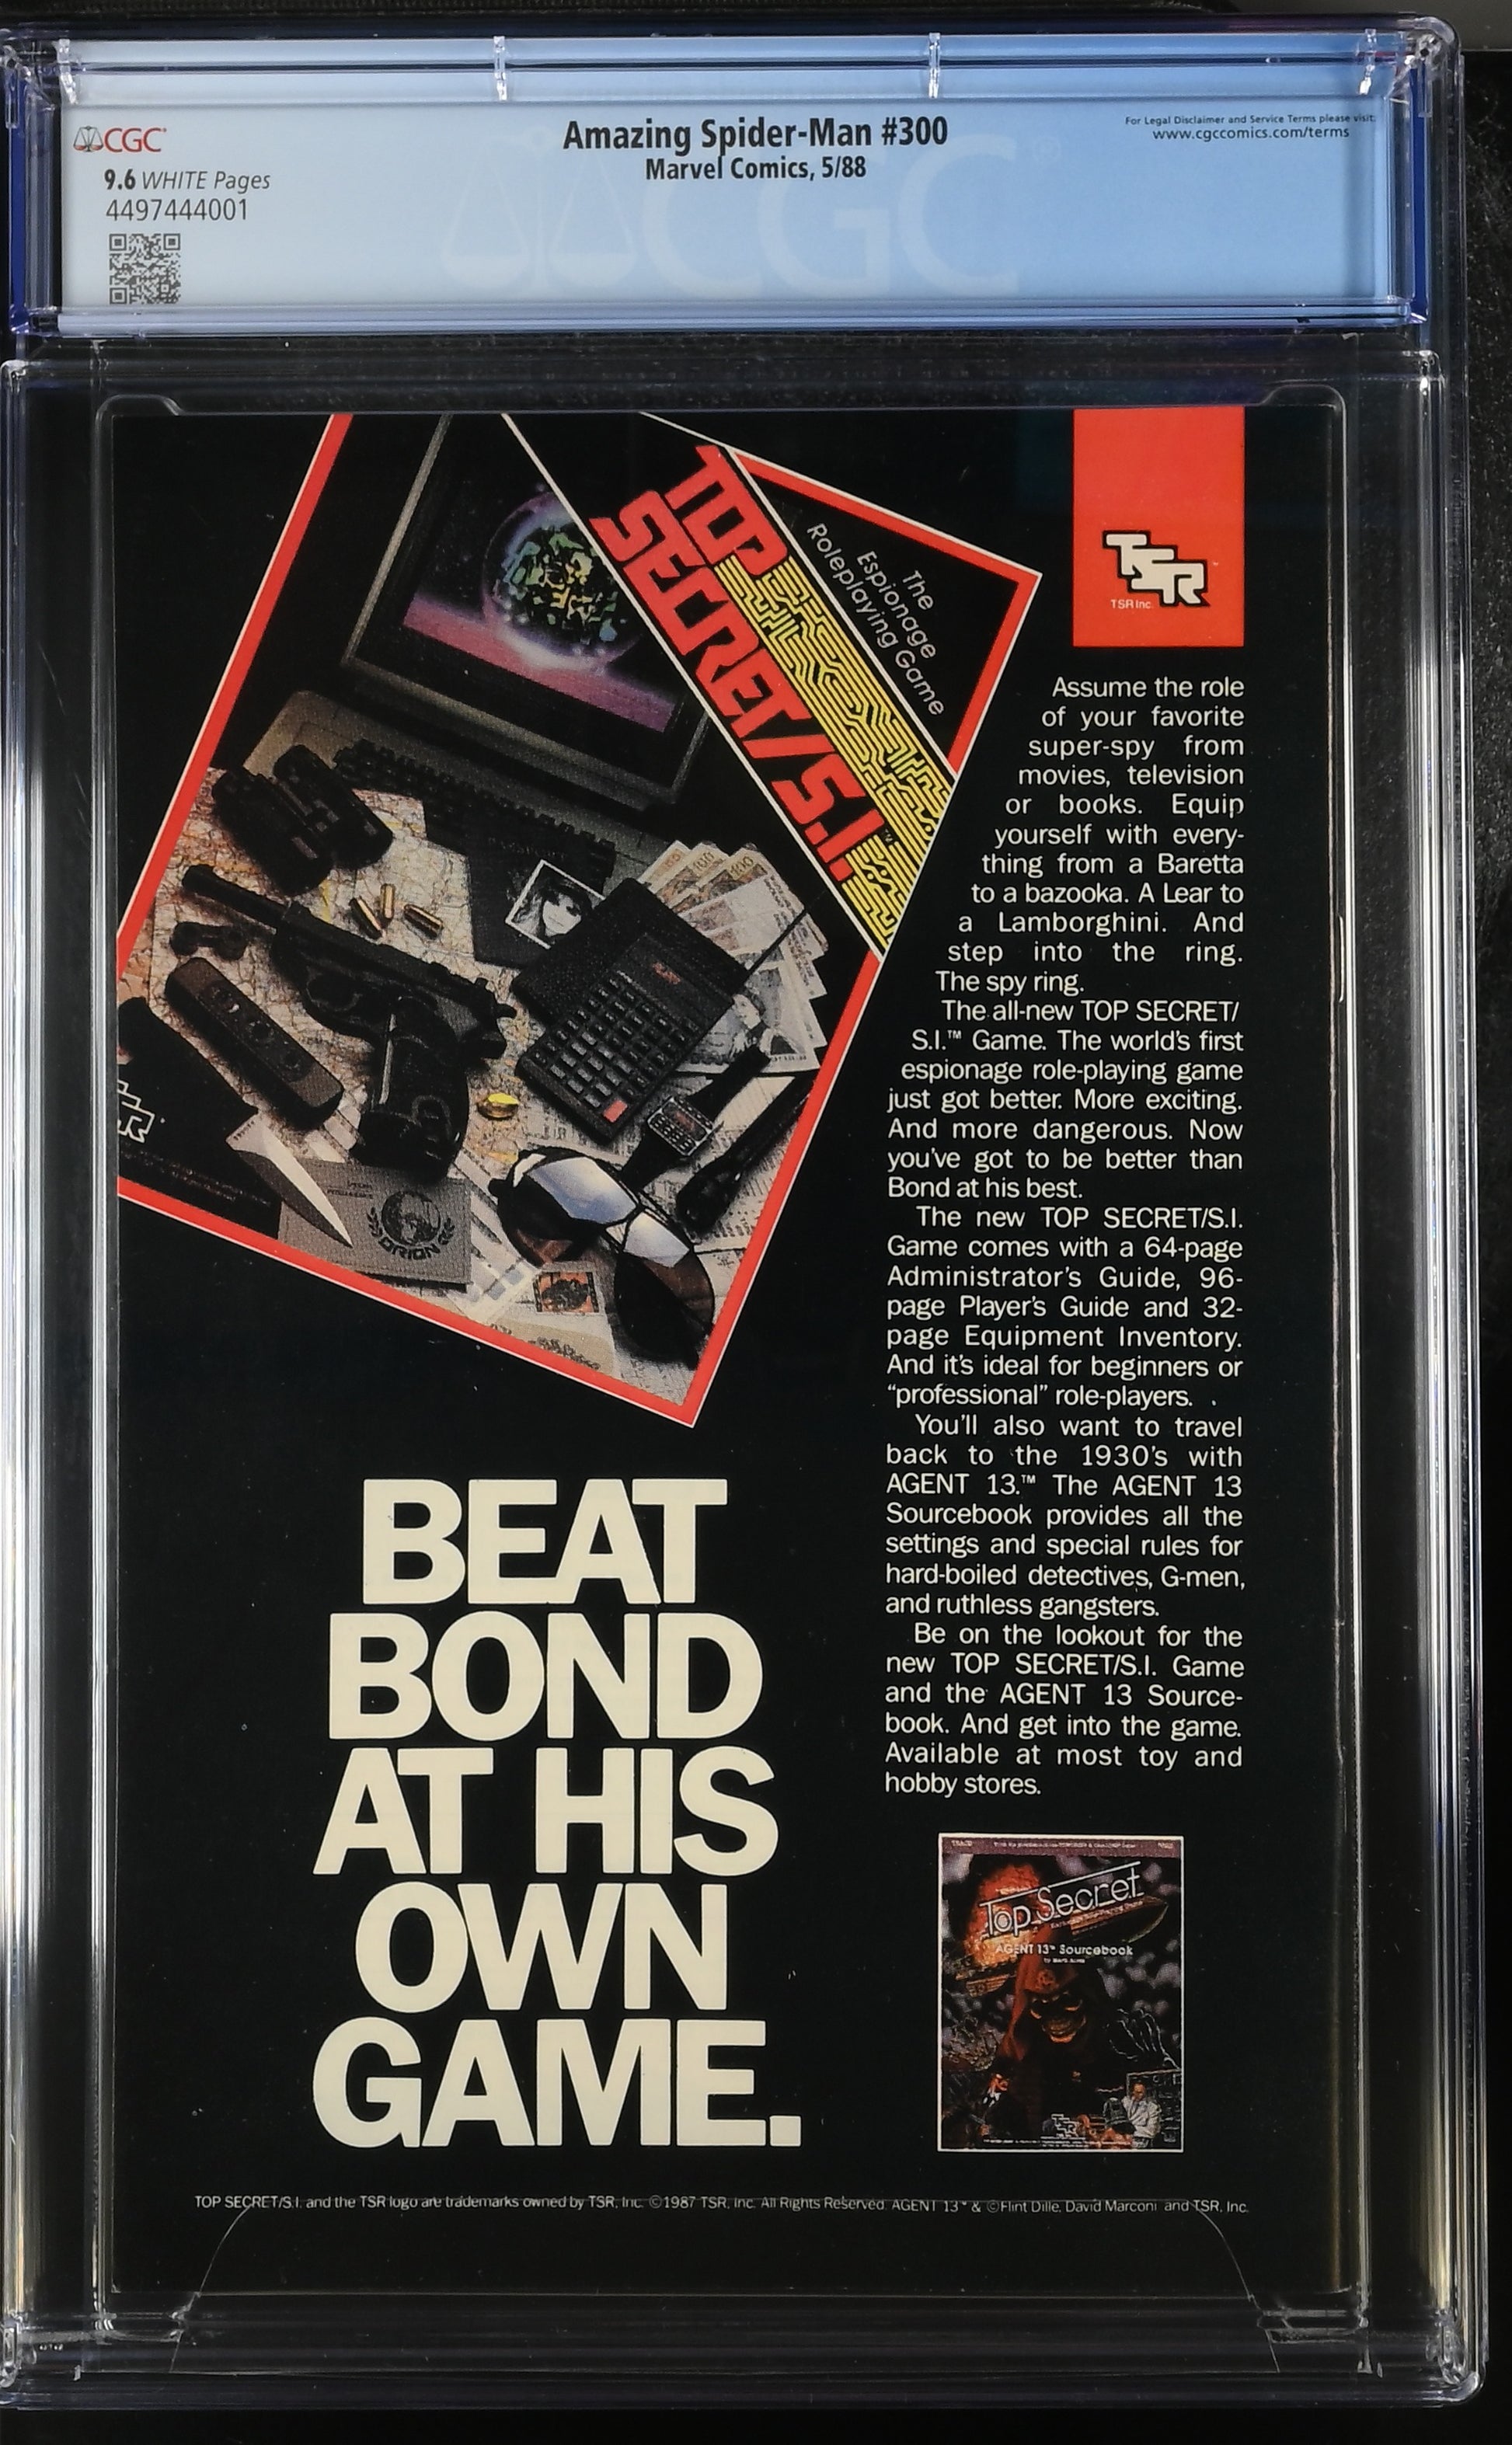 CGC
Amazing Spider-Man #300
Marvel Comics, 5/88
For Legal Disclaimer and Service Terms please visit:
www.cgccomics.com/terms
9.6 WHITE Pages
4497444001
CGC
TOP
SECRET/S.I.™
The
Espionage
Roleplaying Game
TSR™
TSR Inc.
ORION
Assume the role
of your favorite
super-spy from
movies, television
or books. Equip
yourself with every-
thing from a Baretta
to a bazooka. A Lear to
a Lamborghini. And
step into the ring.
The spy ring.
The all-new TOP SECRET/
S.I.™ Game. The world's first
espionage role-playing game
just got better. More exciting.
And more dangerous. Now
you've got to be better than
Bond at his best.
The new TOP SECRET/S.I.
Game comes with a 64-page
Administrator's Guide, 96-
page Player's Guide and 32-
page Equipment Inventory.
And it's ideal for beginners or
“professional” role-players.
You'll also want to travel
back to the 1930's with
AGENT 13.™ The AGENT 13
Sourcebook provides all the
settings and special rules for
hard-boiled detectives, G-men,
and ruthless gangsters.
Be on the lookout for the
new TOP SECRET/S.I. Game
and the AGENT 13 Source-
book. And get into the game.
Available at most toy and
hobby stores.
BEAT
BOND
AT HIS
OWN
GAME.
Top Secret
AGENT 13™ Sourcebook
TOP SECRET/S.I. and the TSR logo are trademarks owned by TSR, Inc. ©1987 TSR, Inc. All Rights Reserved. AGENT 13™ & ©Flint Dille, David Marconi and TSR, Inc.